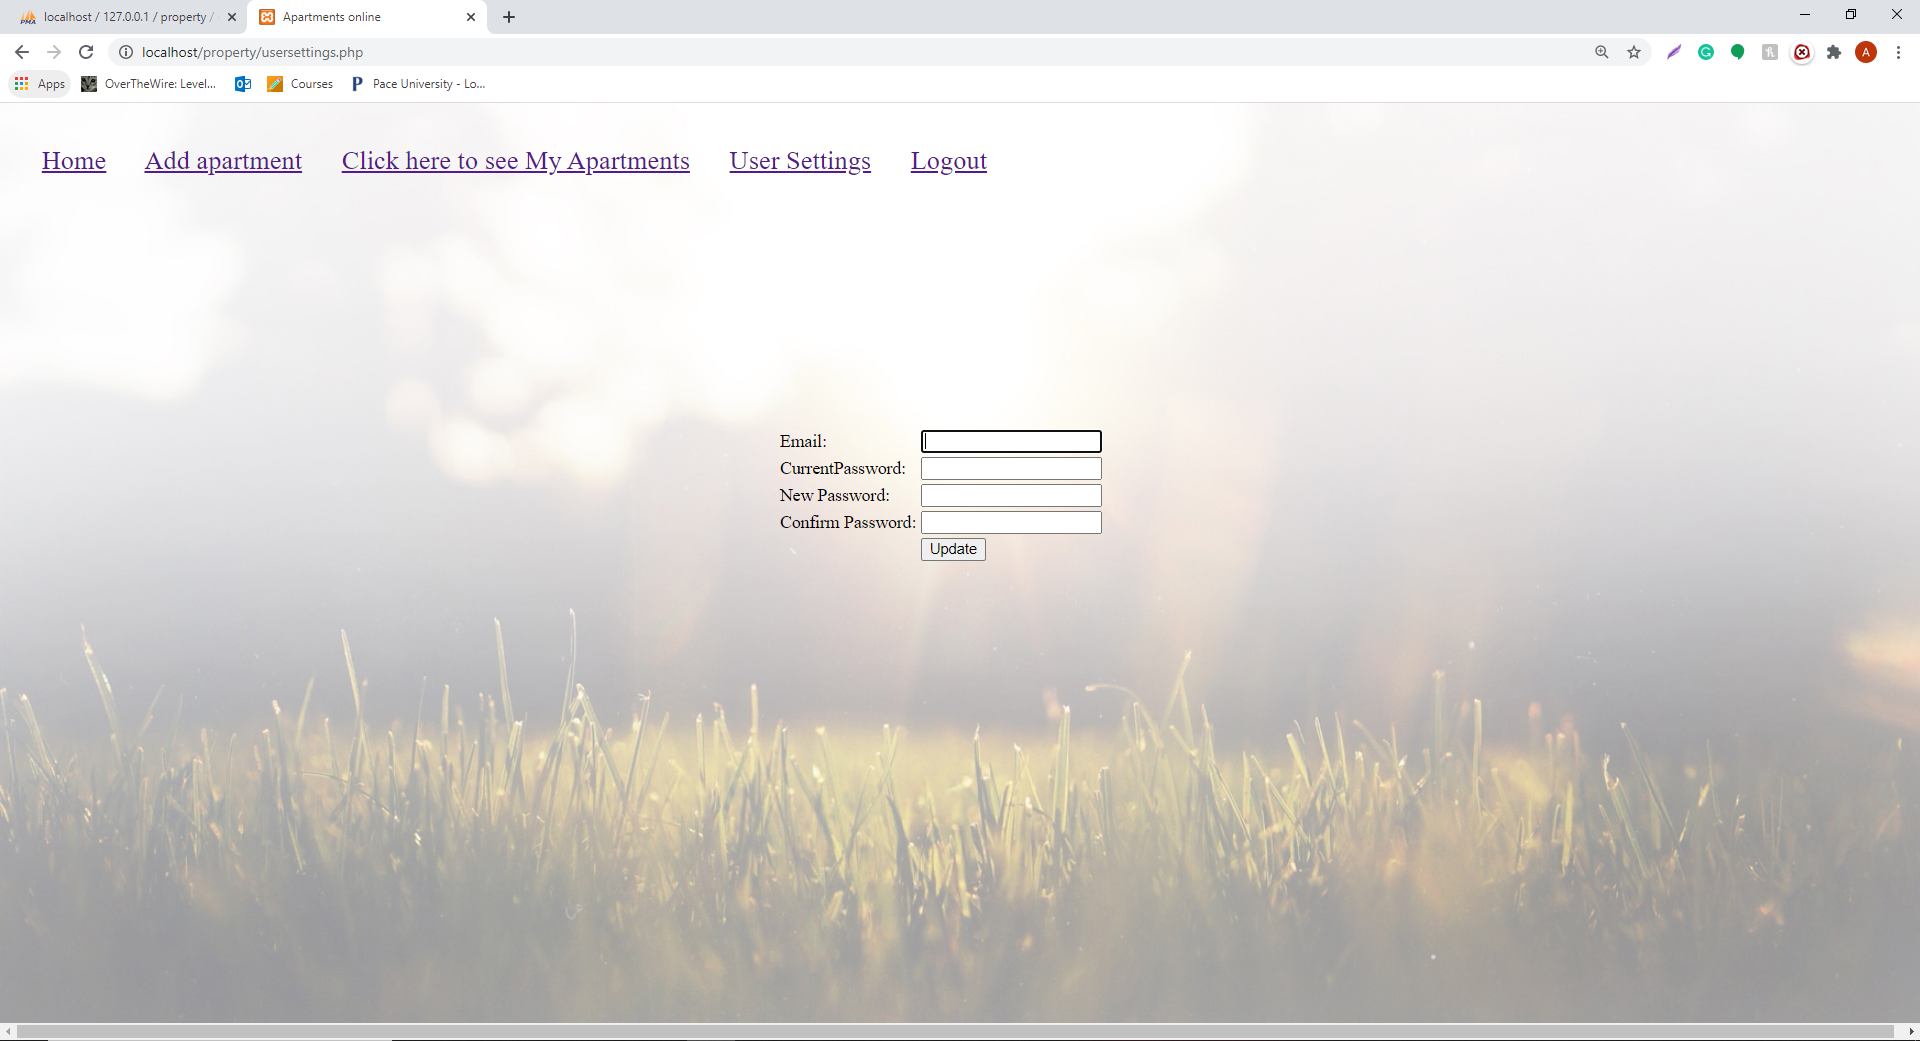 localhost / 127.0.0.1 / property /
Apartments online
localhost/property/usersettings.php
A
Apps
OverTheWire: Level...
Courses
Pace University - Lo...
Home
Add apartment
Click here to see My Apartments
User Settings
Logout
Email:
CurrentPassword:
New Password:
Confirm Password:
Update